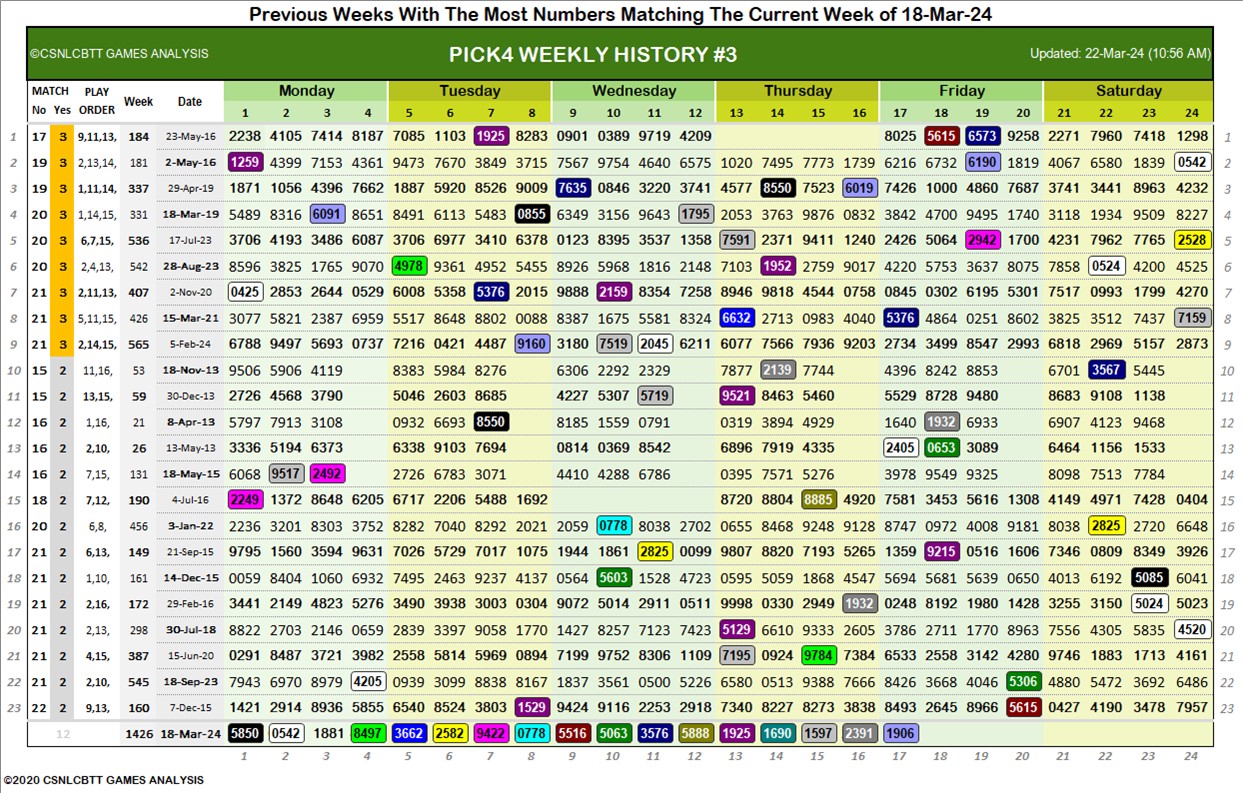 Previous Weeks With The Most Numbers Matching The Current Week of 18-Mar-24
©CSNLCBTT GAMES ANALYSIS PICK4 WEEKLY HISTORY #3 Updated: 22-Mar-24 (10:56 AM)
MATCH PLAY Week Date Monday Tuesday Wednesday Thursday Friday Saturday
No Yes ORDER 1 2 3 4 5 6 7 8 9 10 11 12 13 14 15 16 17 18 19 20 21 22 23 24
1 17 3 9,11,13, 184 23-May-16 2238 4105 7414 8187 7085 1103 1925 8283 0901 0389 9719 4209 8025 5615 6573 9258 2271 7960 7418 1298 1
2 19 3 2,13,14, 181 2-May-16 1259 4399 7153 4361 9473 7670 3849 3715 7567 9754 4640 6575 1020 7495 7773 1739 6216 6732 6190 1819 4067 6580 1839 0542 2
3 19 3 1,11,14, 337 29-Apr-19 1871 1056 4396 7662 1887 5920 8526 9009 7635 0846 3220 3741 4577 8550 7523 6019 7426 1000 4860 7687 3741 3441 8963 4232 3
4 20 3 1,14,15, 331 18-Mar-19 5489 8316 6091 8651 8491 6113 5483 0855 6349 3156 9643 1795 2053 3763 9876 0832 3842 4700 9495 1740 3118 1934 9509 8227 4
5 20 3 6,7,15, 536 17-Jul-23 3706 4193 3486 6087 3706 6977 3410 6378 0123 8395 3537 1358 7591 2371 9411 1240 2426 5064 2942 1700 4231 7962 7765 2528 5
6 20 3 2,4,13, 542 28-Aug-23 8596 3825 1765 9070 4978 9361 4952 5455 8926 5968 1816 2148 7103 1952 2759 9017 4220 5753 3637 8075 7858 0524 4200 4525 6
7 21 3 2,11,13, 407 2-Nov-20 0425 2853 2644 0529 6008 5358 5376 2015 9888 2159 8354 7258 8946 9818 4544 0758 0845 0302 6195 5301 7517 0993 1799 4270 7
8 21 3 5,11,15, 426 15-Mar-21 3077 5821 2387 6959 5517 8648 8802 0088 8387 1675 5581 8324 6632 2713 0983 4040 5376 4864 0251 8602 3825 3512 7437 7159 8
9 21 3 2,14,15, 565 5-Feb-24 6788 9497 5693 0737 7216 0421 4487 9160 3180 7519 2045 6211 6077 7566 7936 9203 2734 3499 8547 2993 6818 2969 5157 2873 9
10 15 2 11,16, 53 18-Nov-13 9506 5906 4119 8383 5984 8276 6306 2292 2329 7877 2139 7744 4396 8242 8853 6701 3567 5445 10
11 15 2 13,15, 59 30-Dec-13 2726 4568 3790 5046 2603 8685 4227 5307 5719 9521 8463 5460 5529 8728 9480 8683 9108 1138 11
12 16 2 1,16, 21 8-Apr-13 5797 7913 3108 0932 6693 8550 8185 1559 0791 0319 3894 4929 1640 1932 6933 6907 4123 9468 12
13 16 2 2,10, 26 13-May-13 3336 5194 6373 6338 9103 7694 0814 0369 8542 6896 7919 4335 2405 0653 3089 6464 1156 1533 13
14 16 2 7,15, 131 18-May-15 6068 9517 2492 2726 6783 3071 4410 4288 6786 0357 7571 5276 3978 9549 9325 8098 7513 7784 14
15 18 2 7,12, 190 4-Jul-16 2249 1372 8648 6205 6717 2206 5488 1692 8720 8804 8885 4920 7581 3453 5616 1308 4149 4971 7428 0404 15
16 20 2 6,8, 456 3-Jan-22 2236 3201 8303 3752 8282 7040 8292 2021 2059 0778 8038 2702 0655 8468 9248 9128 8747 0972 4008 9181 8038 2825 2720 6648 16
17 21 2 6,13, 149 21-Sep-15 9795 1560 3594 9631 7026 5729 7017 1075 1944 1861 2825 0099 9807 8820 7193 5265 1359 9215 0516 1606 7346 0809 8349 3926 17
18 21 2 1,10, 161 14-Dec-15 0059 8404 1060 6932 7495 2463 9237 4137 0564 5603 1528 4723 0595 5059 1868 4547 5694 5681 5639 0650 4013 6192 5085 6041 18
19 21 2 2,16, 172 29-Feb-16 3441 2149 4823 5276 3490 3938 3003 0304 9072 5014 2911 0511 9998 0330 2949 1932 0248 8192 1980 1428 3255 3150 5024 5023 19
20 21 2 2,13, 298 30-Jul-18 8822 2703 2146 0659 2839 3397 9058 1770 1427 8257 7123 7423 5129 6610 9333 2605 3786 2711 1770 8963 7556 4305 5835 4520 20
21 21 2 4,15, 387 15-Jun-20 0291 8487 3721 3982 2558 5814 5969 0894 7199 9752 8306 1109 7195 0924 9784 7384 6533 2558 3142 4280 9746 1883 1713 4161 21
22 21 2 2,10, 545 18-Sep-23 7943 6970 8979 4205 0939 3099 8838 8167 1837 3561 0500 5226 6580 0513 9388 7666 8426 3668 4046 5306 4880 5472 3692 6486 22
23 22 2 9,13, 160 7-Dec-15 1421 2914 8936 5855 6540 8524 3803 1529 9424 9116 2253 2918 7340 8227 8273 3838 8493 2645 8966 5615 0427 4190 3478 7957 23
12 1426 18-Mar-24 5850 0542 1881 8497 3662 2582 9422 0778 5516 5063 3576 5888 1925 1690 1597 2391 1906
1 2 3 4 5 6 7 8 9 10 11 12 13 14 15 16 17 18 19 20 21 22 23 24
©2020 CSNLCBTT GAMES ANALYSIS